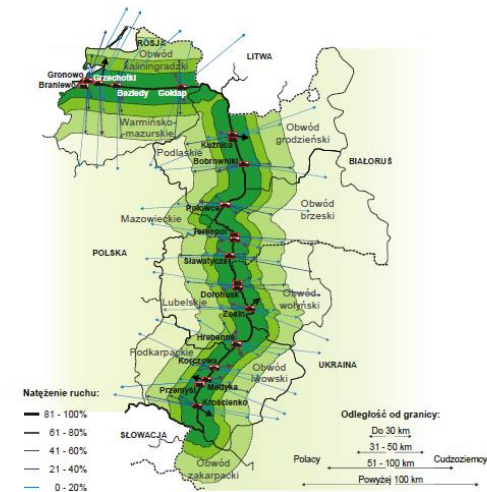 ROSJA
Obwód
kaliningradzki
LITWA
Gronowo
Grzechotki
Braniewo
Bezledy
Gołdap
Warmińsko-
mazurskie
Obwód
grodzieński
Kuźnica
Podlaskie
Bobrowniki
BIAŁORUŚ
Połowce
Obwód
brzeski
Mazowieckie
Terespol
POLSKA
Sławatycze
Dorohusk
Lubelskie
Obwód
wołyński
Zosin
Hrebenne
Podkarpackie
Korczowa
Obwód
lwowski
UKRAINA
Przemyśl
Medyka
Krościenko
SŁOWACJA
Obwód
zakarpacki
Natężenie ruchu:
81 - 100%
61 - 80%
41 - 60%
21 - 40%
0 - 20%
Odległość od granicy:
Do 30 km
31 - 50 km
Polacy
51 - 100 km
Cudzoziemcy
Powyżej 100 km